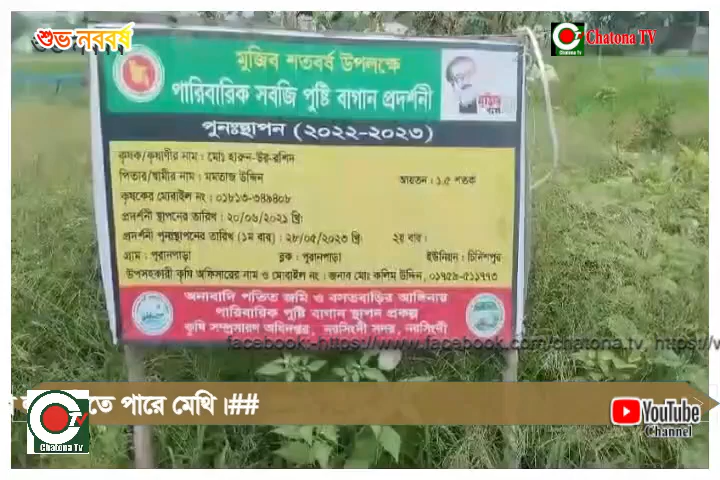 শুভ নববর্ষ
Chatona TV
মুজিব শতবর্ষ উপলক্ষে
পারিবারিক সবজি পুষ্টি বাগান প্রদর্শনী
পুনঃস্থাপন (২০২২-২০২৩)
কৃষক/কৃষাণীর নাম : মোঃ হারুন-উর-রশিদ
পিতার/স্বামীর নাম : মমতাজ উদ্দিন আয়তন : ১.৫ শতক
কৃষকের মোবাইল নং : ০১৮১৩-৩৪৯৪০৮
প্রদর্শনী স্থাপনের তারিখ : ২০/০৬/২০২১ খ্রি:
প্রদর্শনী পুনঃস্থাপনের তারিখ (১ম বার) : ২৮/০৫/২০২৩ খ্রি: ২য় বার :
গ্রাম : পুরানপাড়া ব্লক : পুরানপাড়া ইউনিয়ন : চিনিশপুর
উপসহকারী কৃষি অফিসারের নাম ও মোবাইল নং : জনাব মোঃ কলিম উদ্দিন, ০১৭৫৯-৫১১৭৭৩
অনাবাদি পতিত জমি ও বসতবাড়ির আঙিনায়
পারিবারিক পুষ্টি বাগান স্থাপন প্রকল্প
কৃষি সম্প্রসারণ অধিদপ্তর, নরসিংদী সদর, নরসিংদী
facebook:-https://www.facebook.com/chatona tv, https://w
তে পারে মেথি।##
TV
Chatona Tv
YouTube
Channel